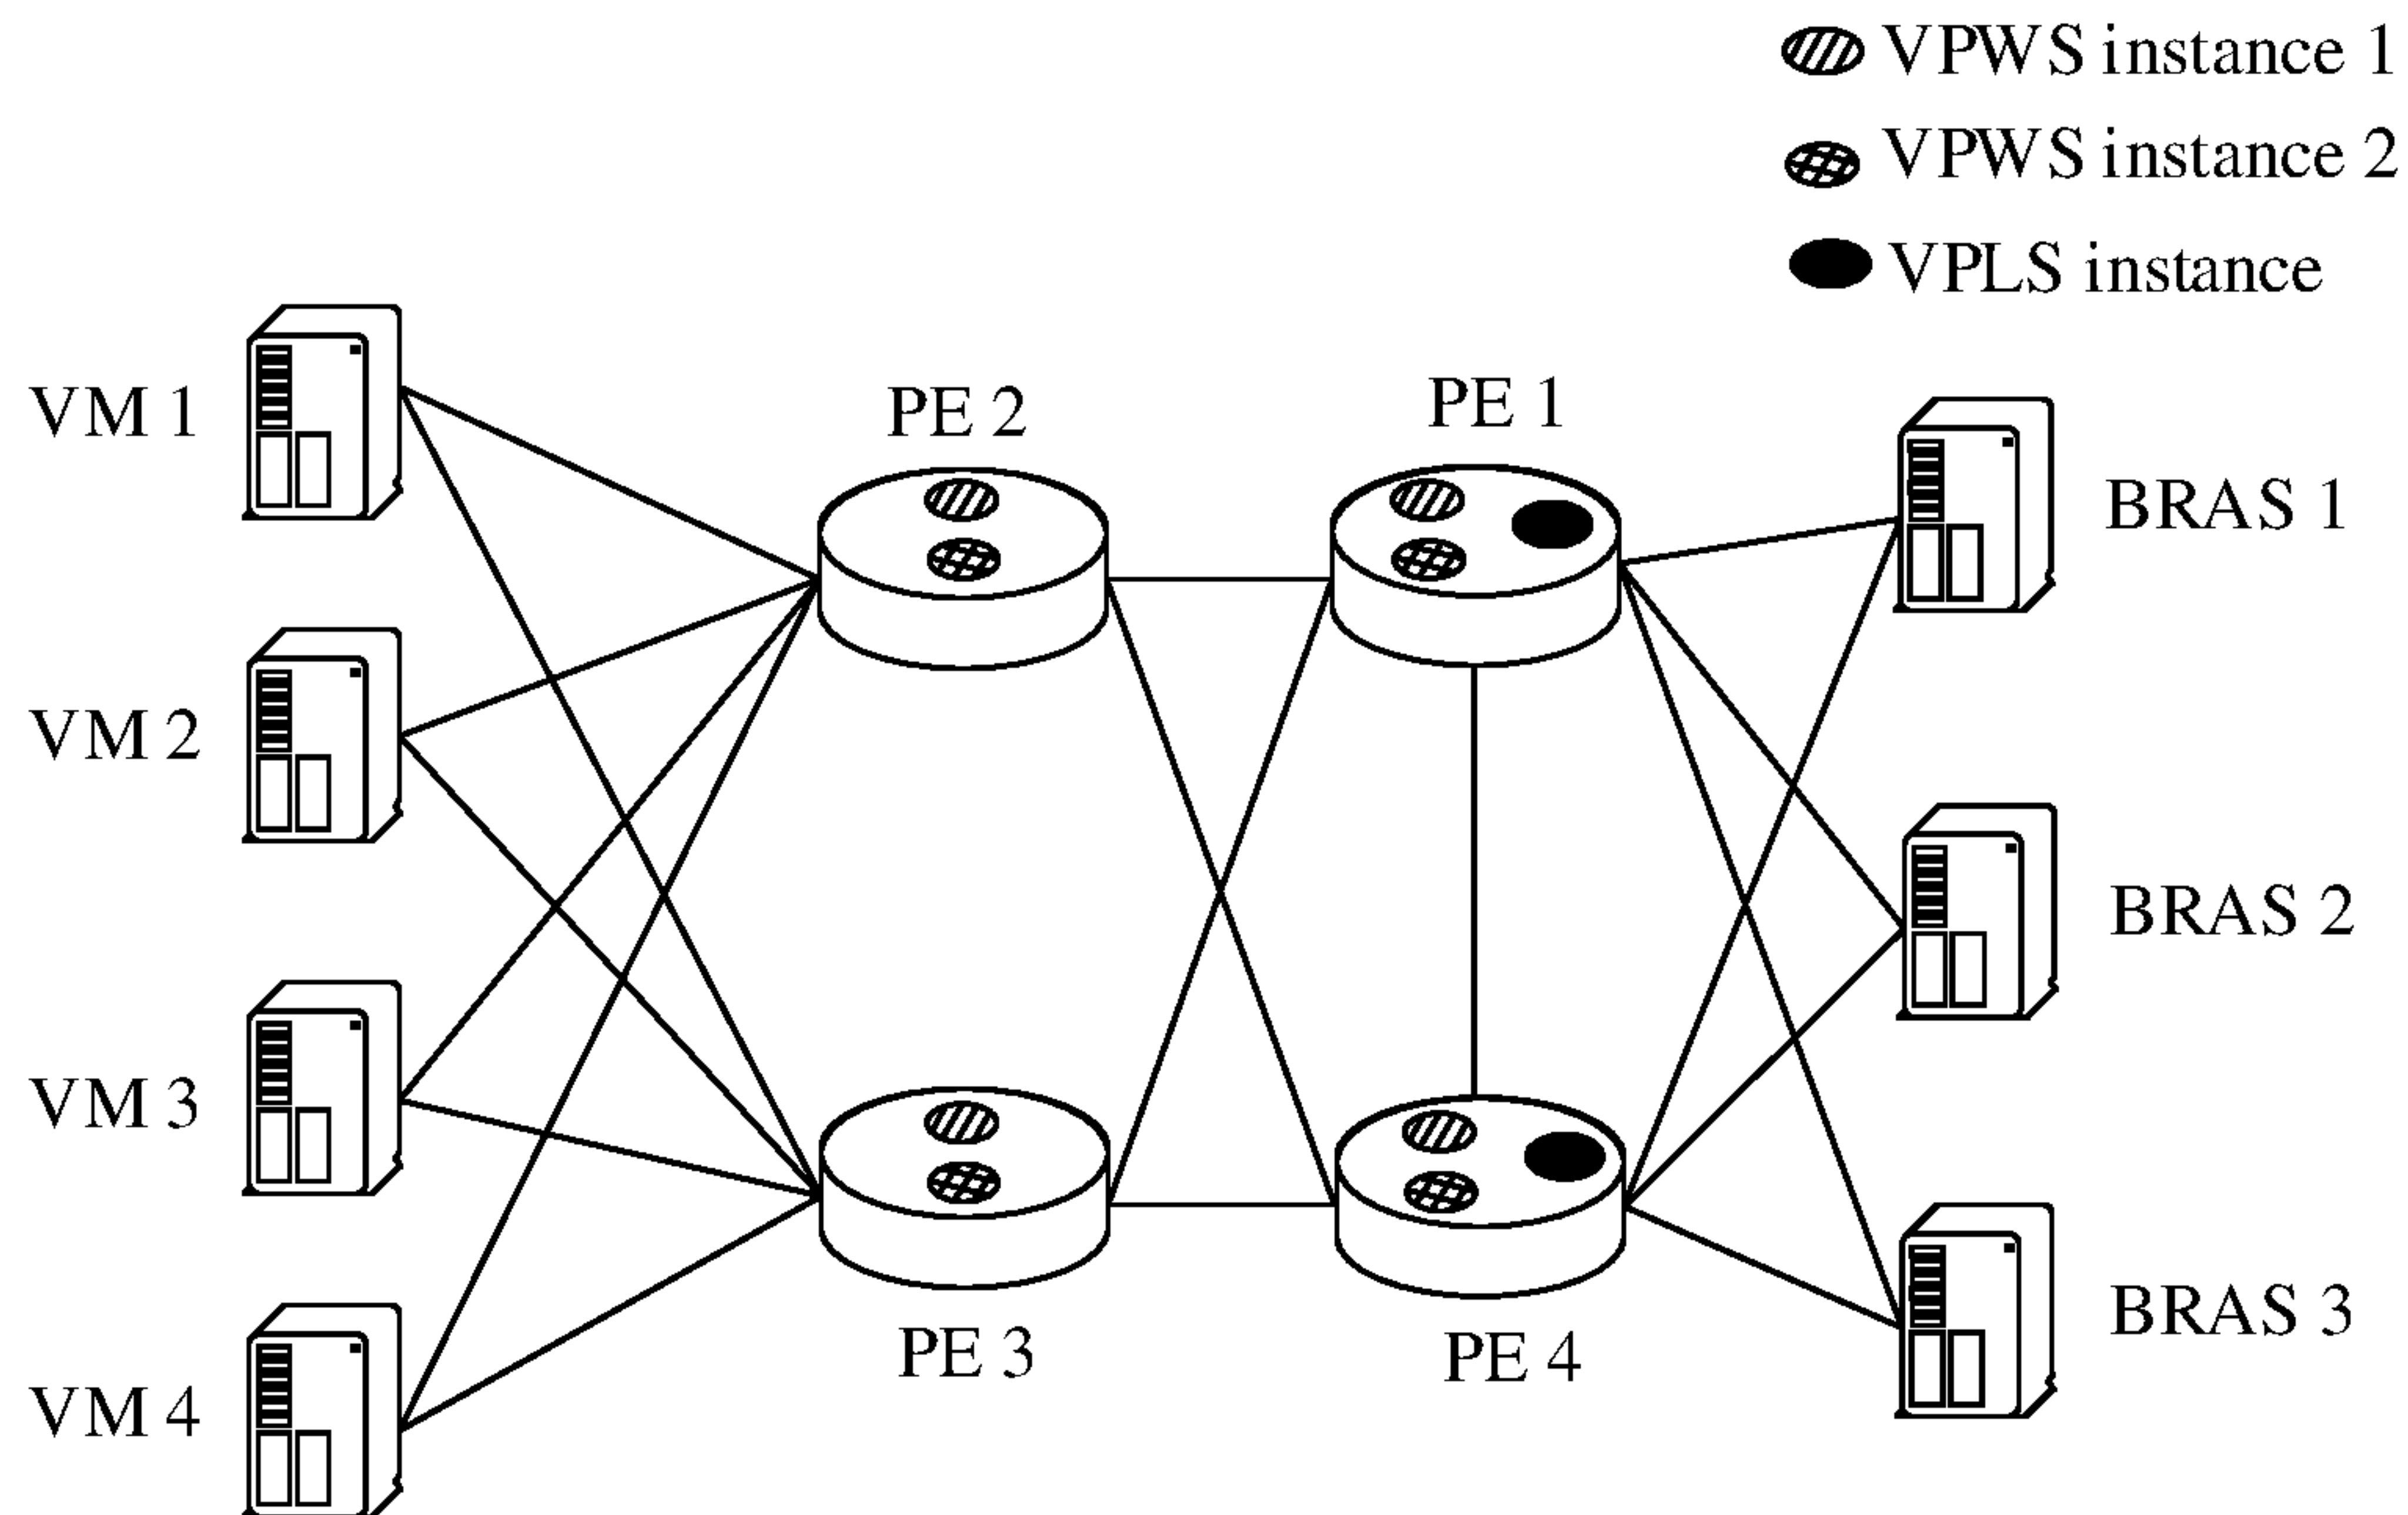 VPWS instance 1
VPWS instance 2
VPLS instance
VM 1
PE 2
PE 1
BRAS 1
VM 2
BRAS 2
VM 3
PE 3
PE 4
BRAS 3
VM 4